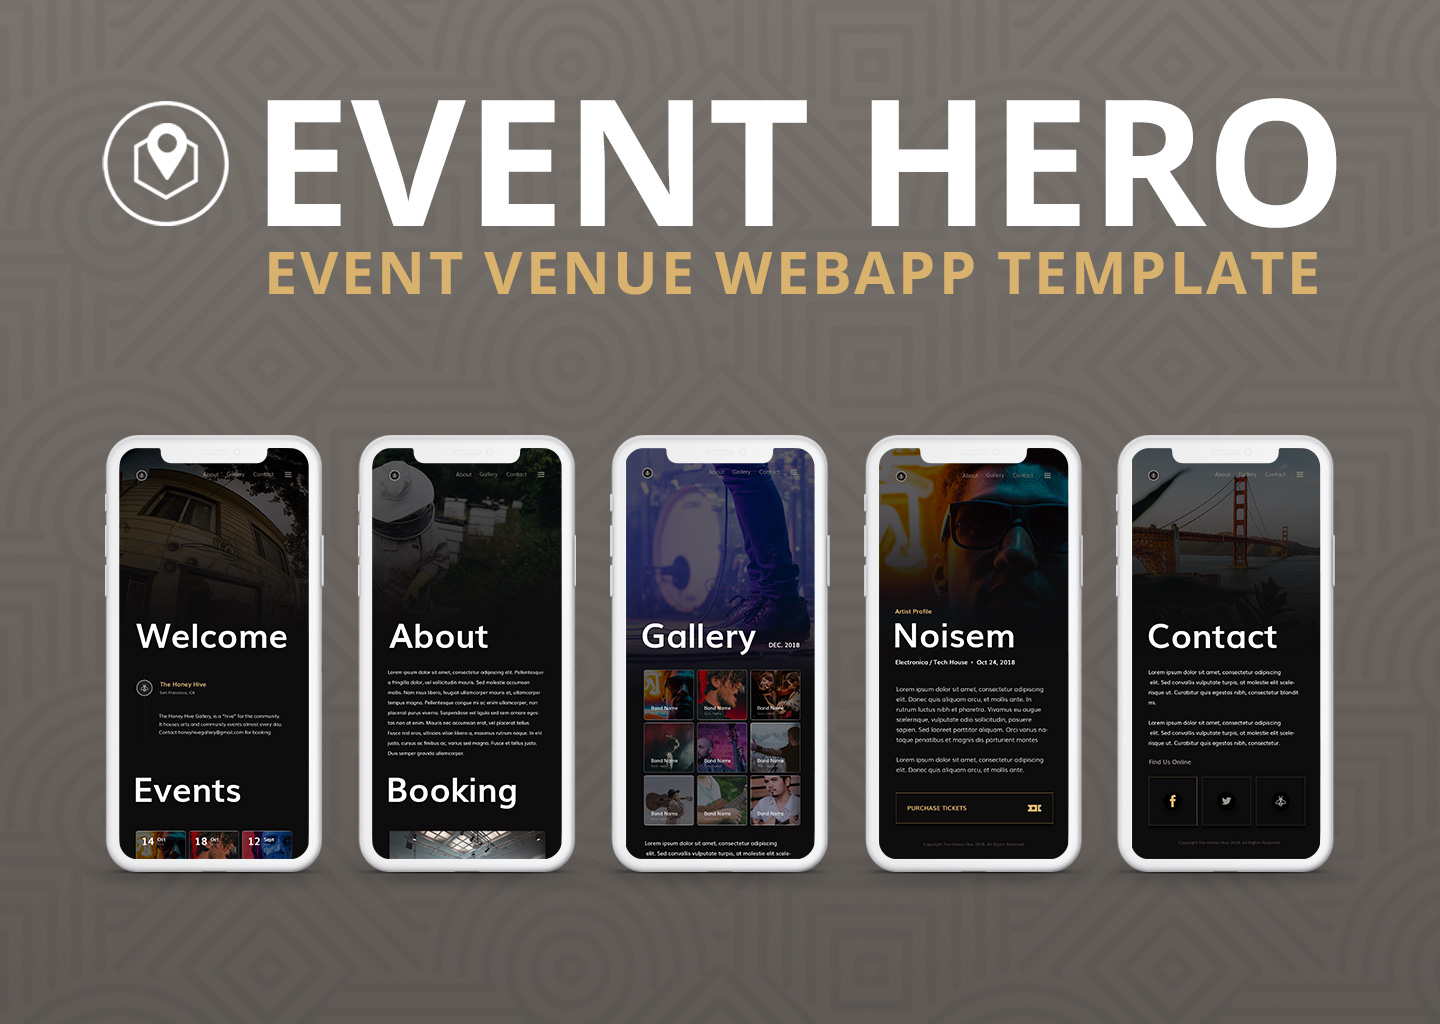 EVENT HERO
EVENT VENUE WEBAPP TEMPLATE
About Gallery Contact
Welcome
The Honey Hive
San Francisco, CA
The Honey Hive Gallery, is a "hive" for the community.
It houses arts and community events almost every day.
Contact honeyhivegallery@gmail.com for booking
Events
14 Oct
18 Oct
12 Sept
About Gallery Contact
About
Lorem ipsum dolor sit amet, consectetur adipiscing elit. Pellentesque
a fringilla dolor, vel sollicitudin mauris. Sed molestie accumsan
mollis. Nam risus libero, feugiat ullamcorper mauris et, ullamcorper
tempus magna. Pellentesque congue mi ac enim ullamcorper, non
placerat purus viverra. Suspendisse vel ligula sed sem ornare eges-
tas non at enim. Mauris nec accumsan erat, vel placerat tellus.
Fusce nisl eros, ultricies vitae libero a, maximus rutrum neque. In elit
justo, cursus ac finibus ac, varius sed magna. Fusce et tellus justo.
Duis semper gravida ullamcorper.
Booking
About Gallery Contact
Gallery DEC. 2018
Band Name
Band Name
Band Name
Band Name
Band Name
Band Name
Band Name
Band Name
Band Name
Lorem ipsum dolor sit amet, consectetur adipiscing
elit. Sed convallis vulputate turpis, at molestie elit scele-
About Gallery Contact
Artist Profile
Noisem
Electronica / Tech House • Oct 24, 2018
Lorem ipsum dolor sit amet, consectetur adipiscing
elit. Donec quis aliquam arcu, et mollis ante. In
rutrum luctus nibh et pharetra. Vivamus eu augue
scelerisque, vulputate odio sollicitudin, posuere
sapien. Sed laoreet porttitor aliquam. Orci varius na-
toque penatibus et magnis dis parturient montes
Lorem ipsum dolor sit amet, consectetur adipiscing
elit. Donec quis aliquam arcu, et mollis ante.
PURCHASE TICKETS
Copyright The Honey Hive 2018. All Rights Reserved
About Gallery Contact
Contact
Lorem ipsum dolor sit amet, consectetur adipiscing
elit. Sed convallis vulputate turpis, at molestie elit scele-
risque ut. Curabitur quis egestas nibh, consectetur blandit
mi.
Lorem ipsum dolor sit amet, consectetur adipiscing
elit. Sed convallis vulputate turpis, at molestie elit scele-
risque ut. Curabitur quis egestas nibh, consectetur.
Find Us Online
Copyright The Honey Hive 2018. All Rights Reserved